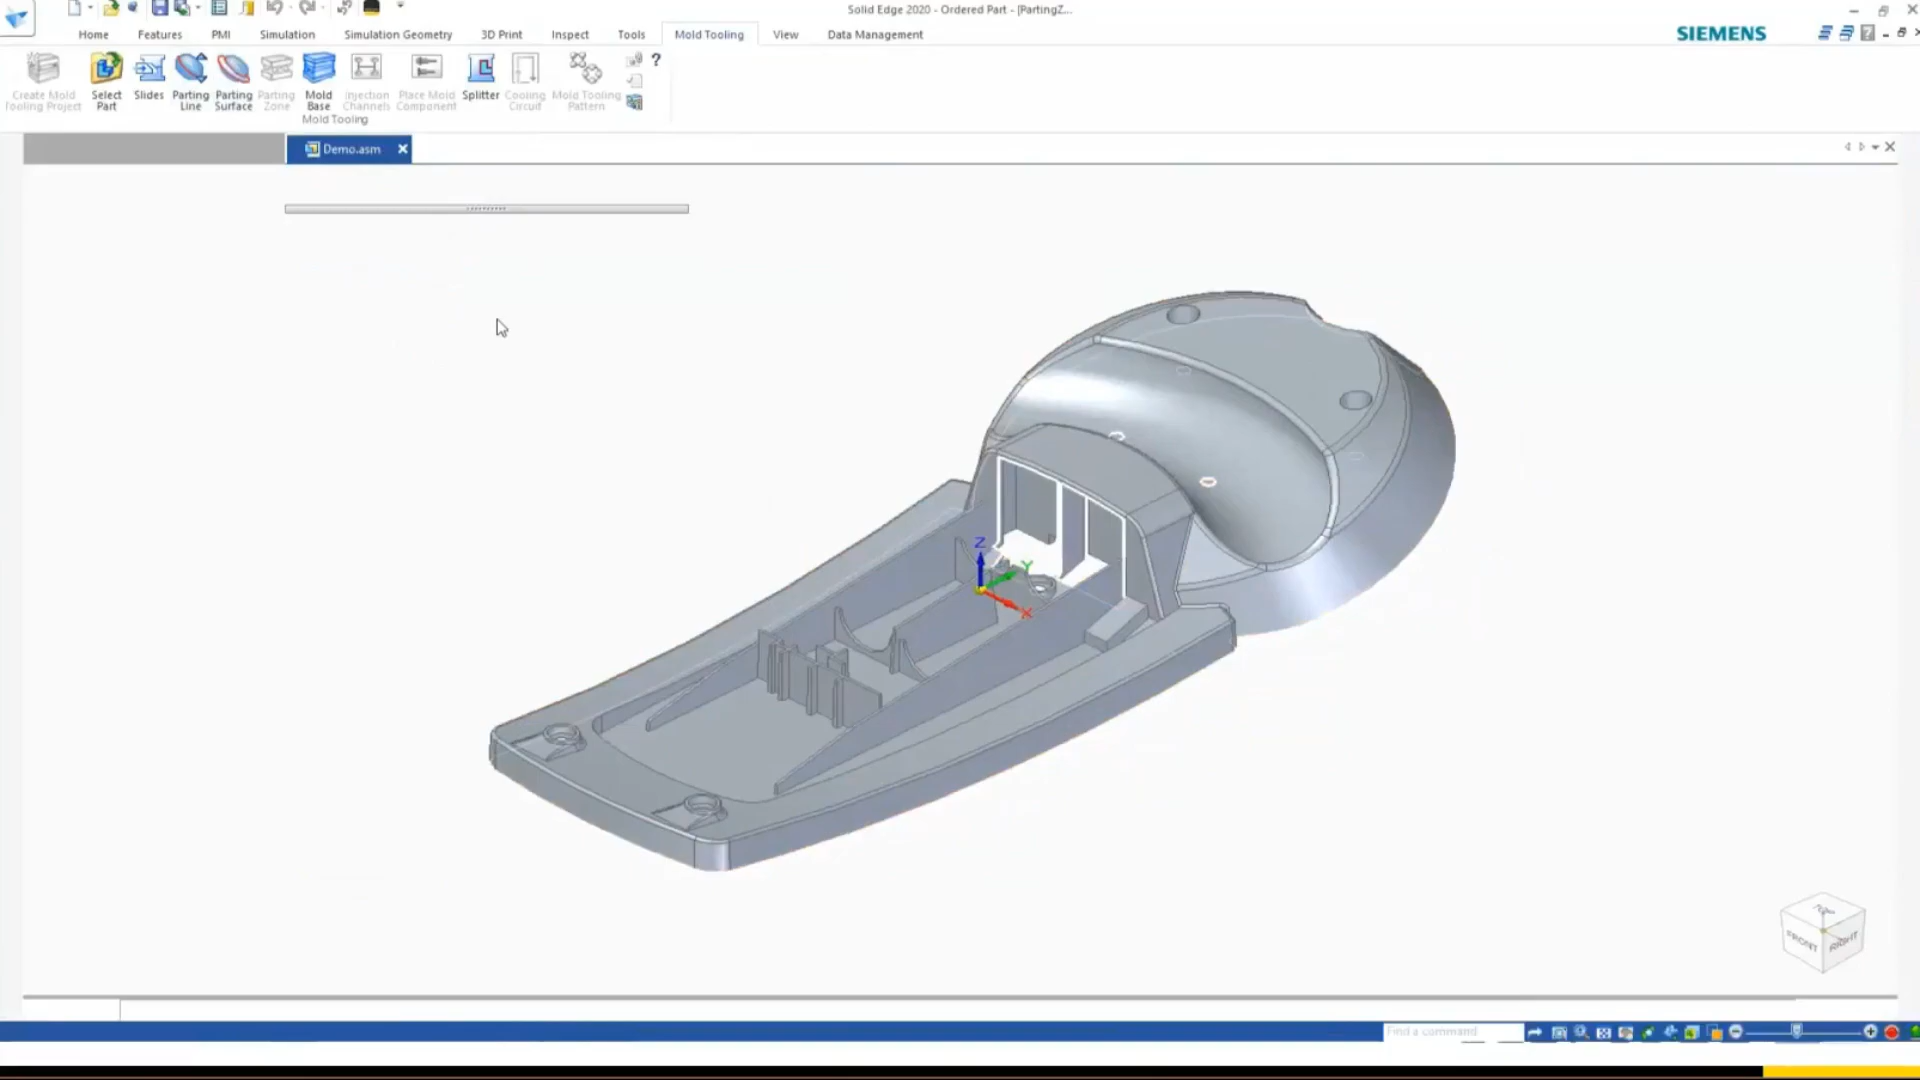 Solid Edge 2020 - Ordered Part - [PartingZ...
Home Features PMI Simulation Simulation Geometry 3D Print Inspect Tools Mold Tooling View Data Management
SIEMENS
Create Mold Tooling Project
Select Part
Slides
Parting Line
Parting Surface
Parting Zone
Mold Base
Injection Channels
Place Mold Component
Splitter
Cooling Circuit
Mold Tooling Pattern
?
Mold Tooling
Demo.asm
Z
Y
X
FRONT
RIGHT
Find a command